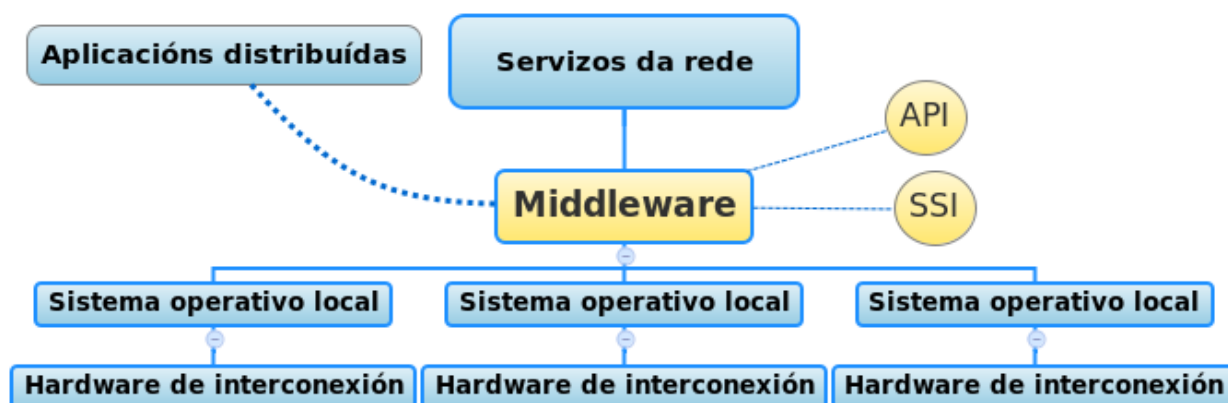 Aplicacións distribuídas
Servizos da rede
API
Middleware
SSI
Sistema operativo local
Sistema operativo local
Sistema operativo local
Hardware de interconexión
Hardware de interconexión
Hardware de interconexión